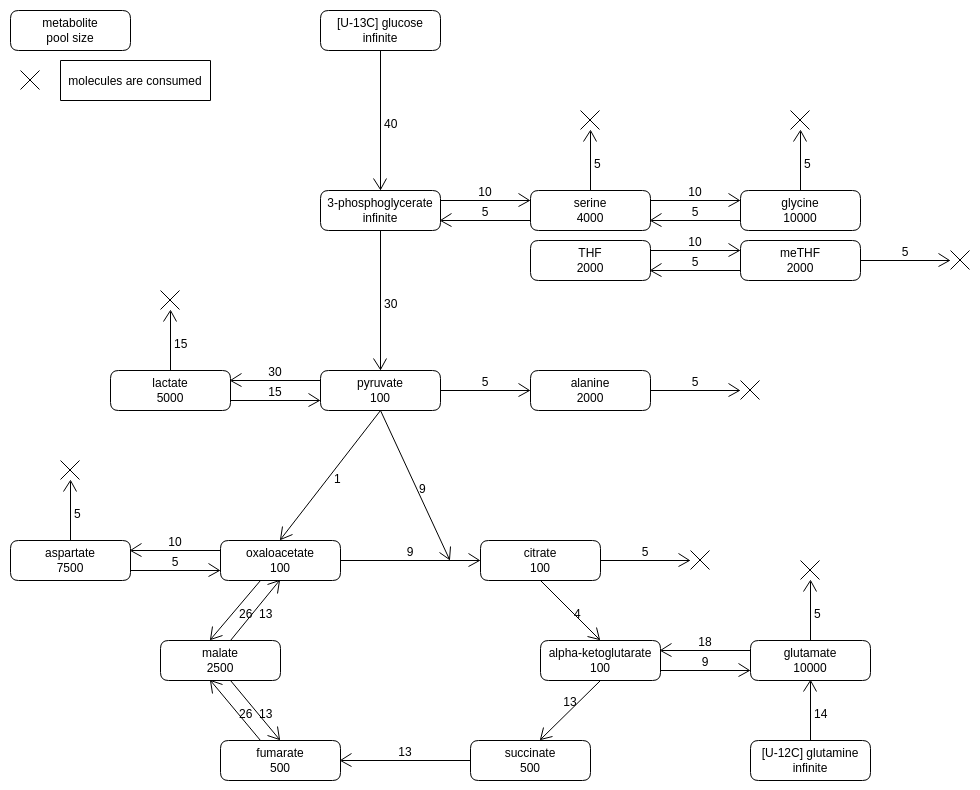 metabolite
pool size
[U-13C] glucose
infinite
molecules are consumed
40
5
5
3-phosphoglycerate
infinite
10
5
serine
4000
10
5
glycine
10000
THF
2000
10
5
meTHF
2000
5
30
15
lactate
5000
30
15
pyruvate
100
5
alanine
2000
5
1
9
5
aspartate
7500
10
5
oxaloacetate
100
9
citrate
100
5
26
13
4
5
malate
2500
alpha-ketoglutarate
100
18
9
glutamate
10000
26
13
13
14
fumarate
500
13
succinate
500
[U-12C] glutamine
infinite